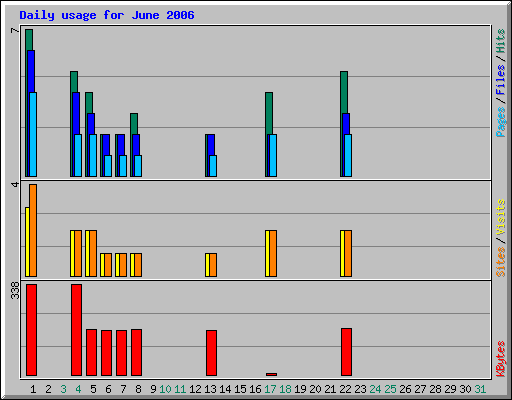 Daily usage for June 2006
7
Pages/Files/Hits
4
Sites/Visits
338
KBytes
1 2 3 4 5 6 7 8 9 10 11 12 13 14 15 16 17 18 19 20 21 22 23 24 25 26 27 28 29 30 31